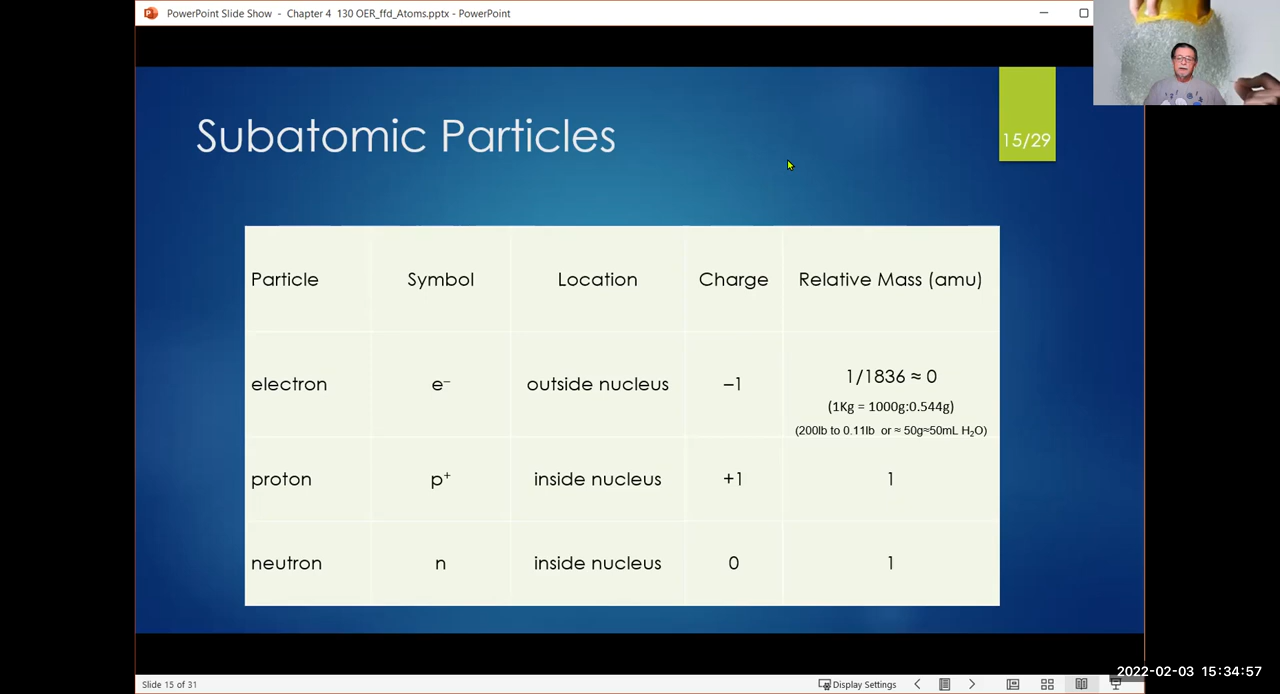 PowerPoint Slide Show - Chapter 4 130 OER_ffd_Atoms.pptx - PowerPoint
Subatomic Particles
15/29
Particle Symbol Location Charge Relative Mass (amu)
electron e⁻ outside nucleus −1 1/1836 ≈ 0
(1Kg = 1000g:0.544g)
(200lb to 0.11lb or ≈ 50g≈50mL H₂O)
proton p⁺ inside nucleus +1 1
neutron n inside nucleus 0 1
2022-02-03 15:34:57
Slide 15 of 31 Display Settings